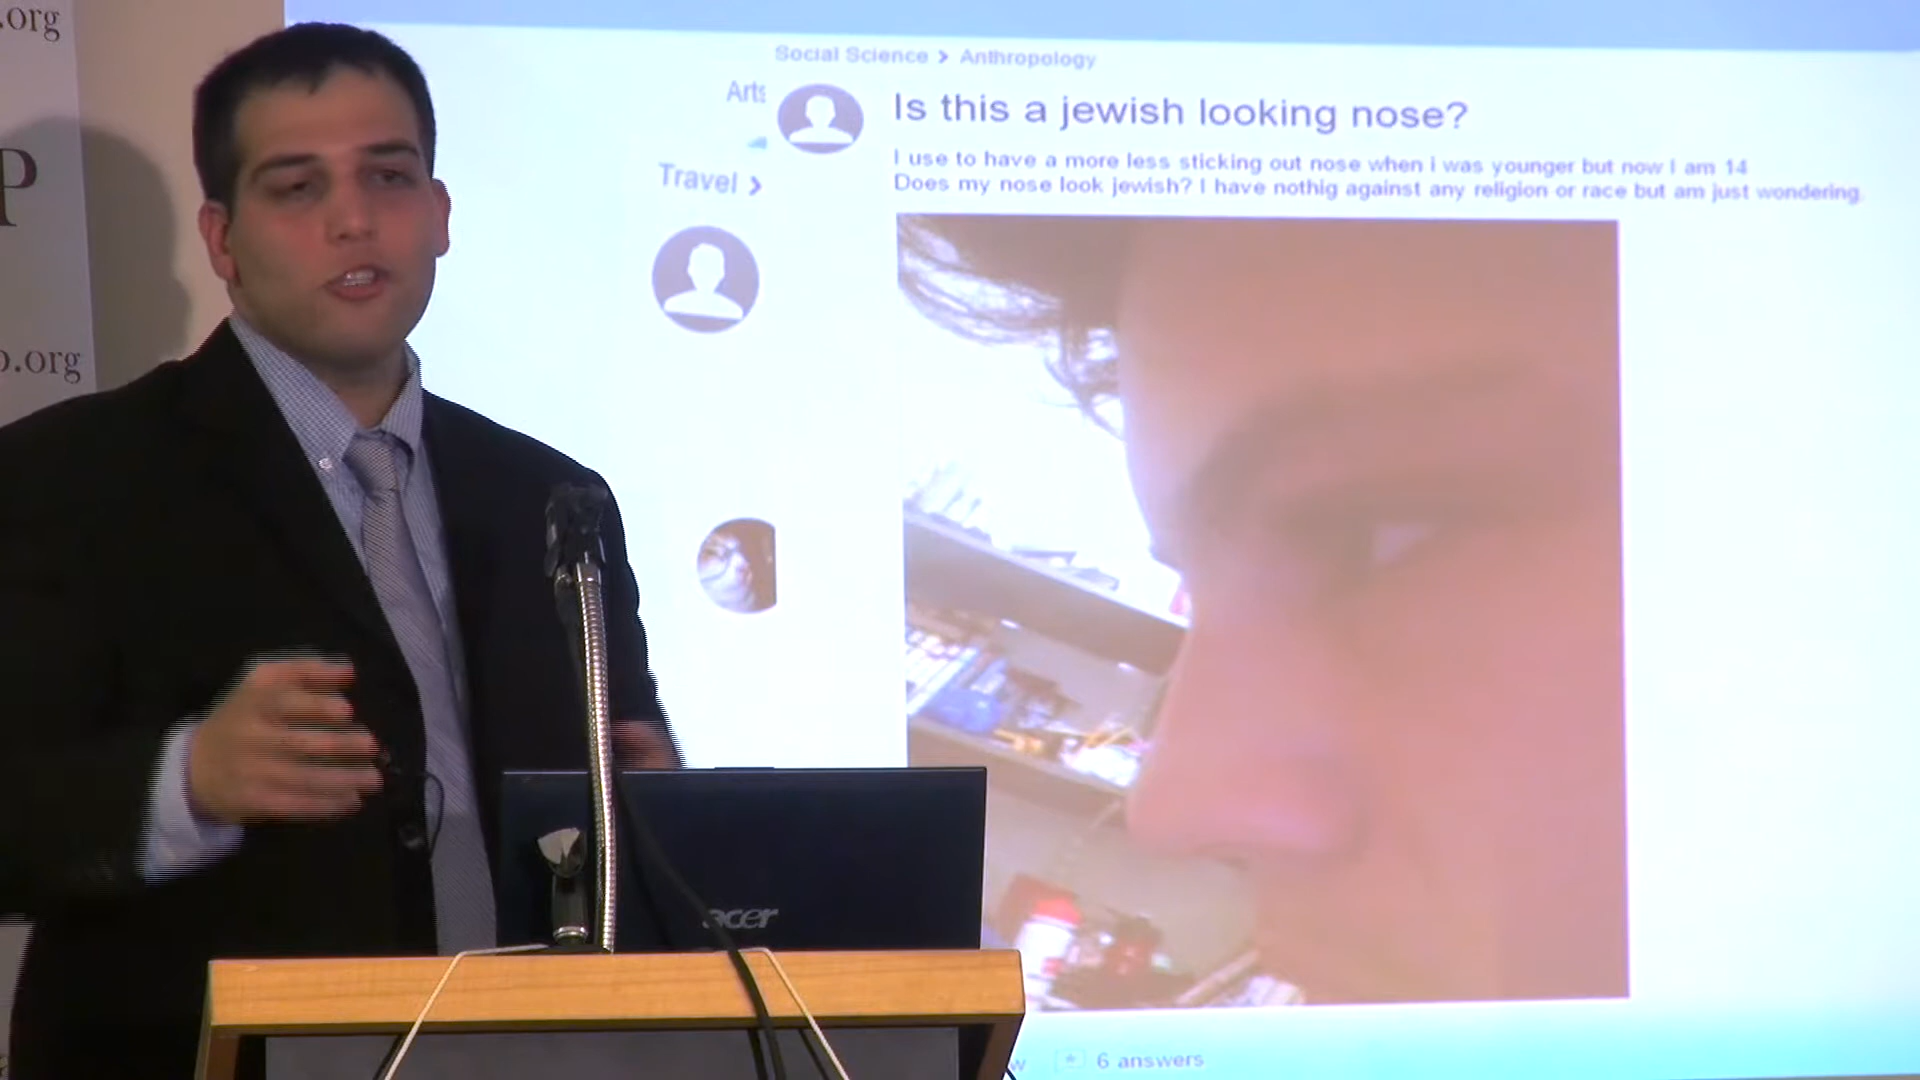 .org
P
.org
Social Science > Anthropology
Arts
Is this a jewish looking nose?
I use to have a more less sticking out nose when i was younger but now I am 14
Does my nose look jewish? I have nothig against any religion or race but am just wondering.
Travel >
acer
w
6 answers